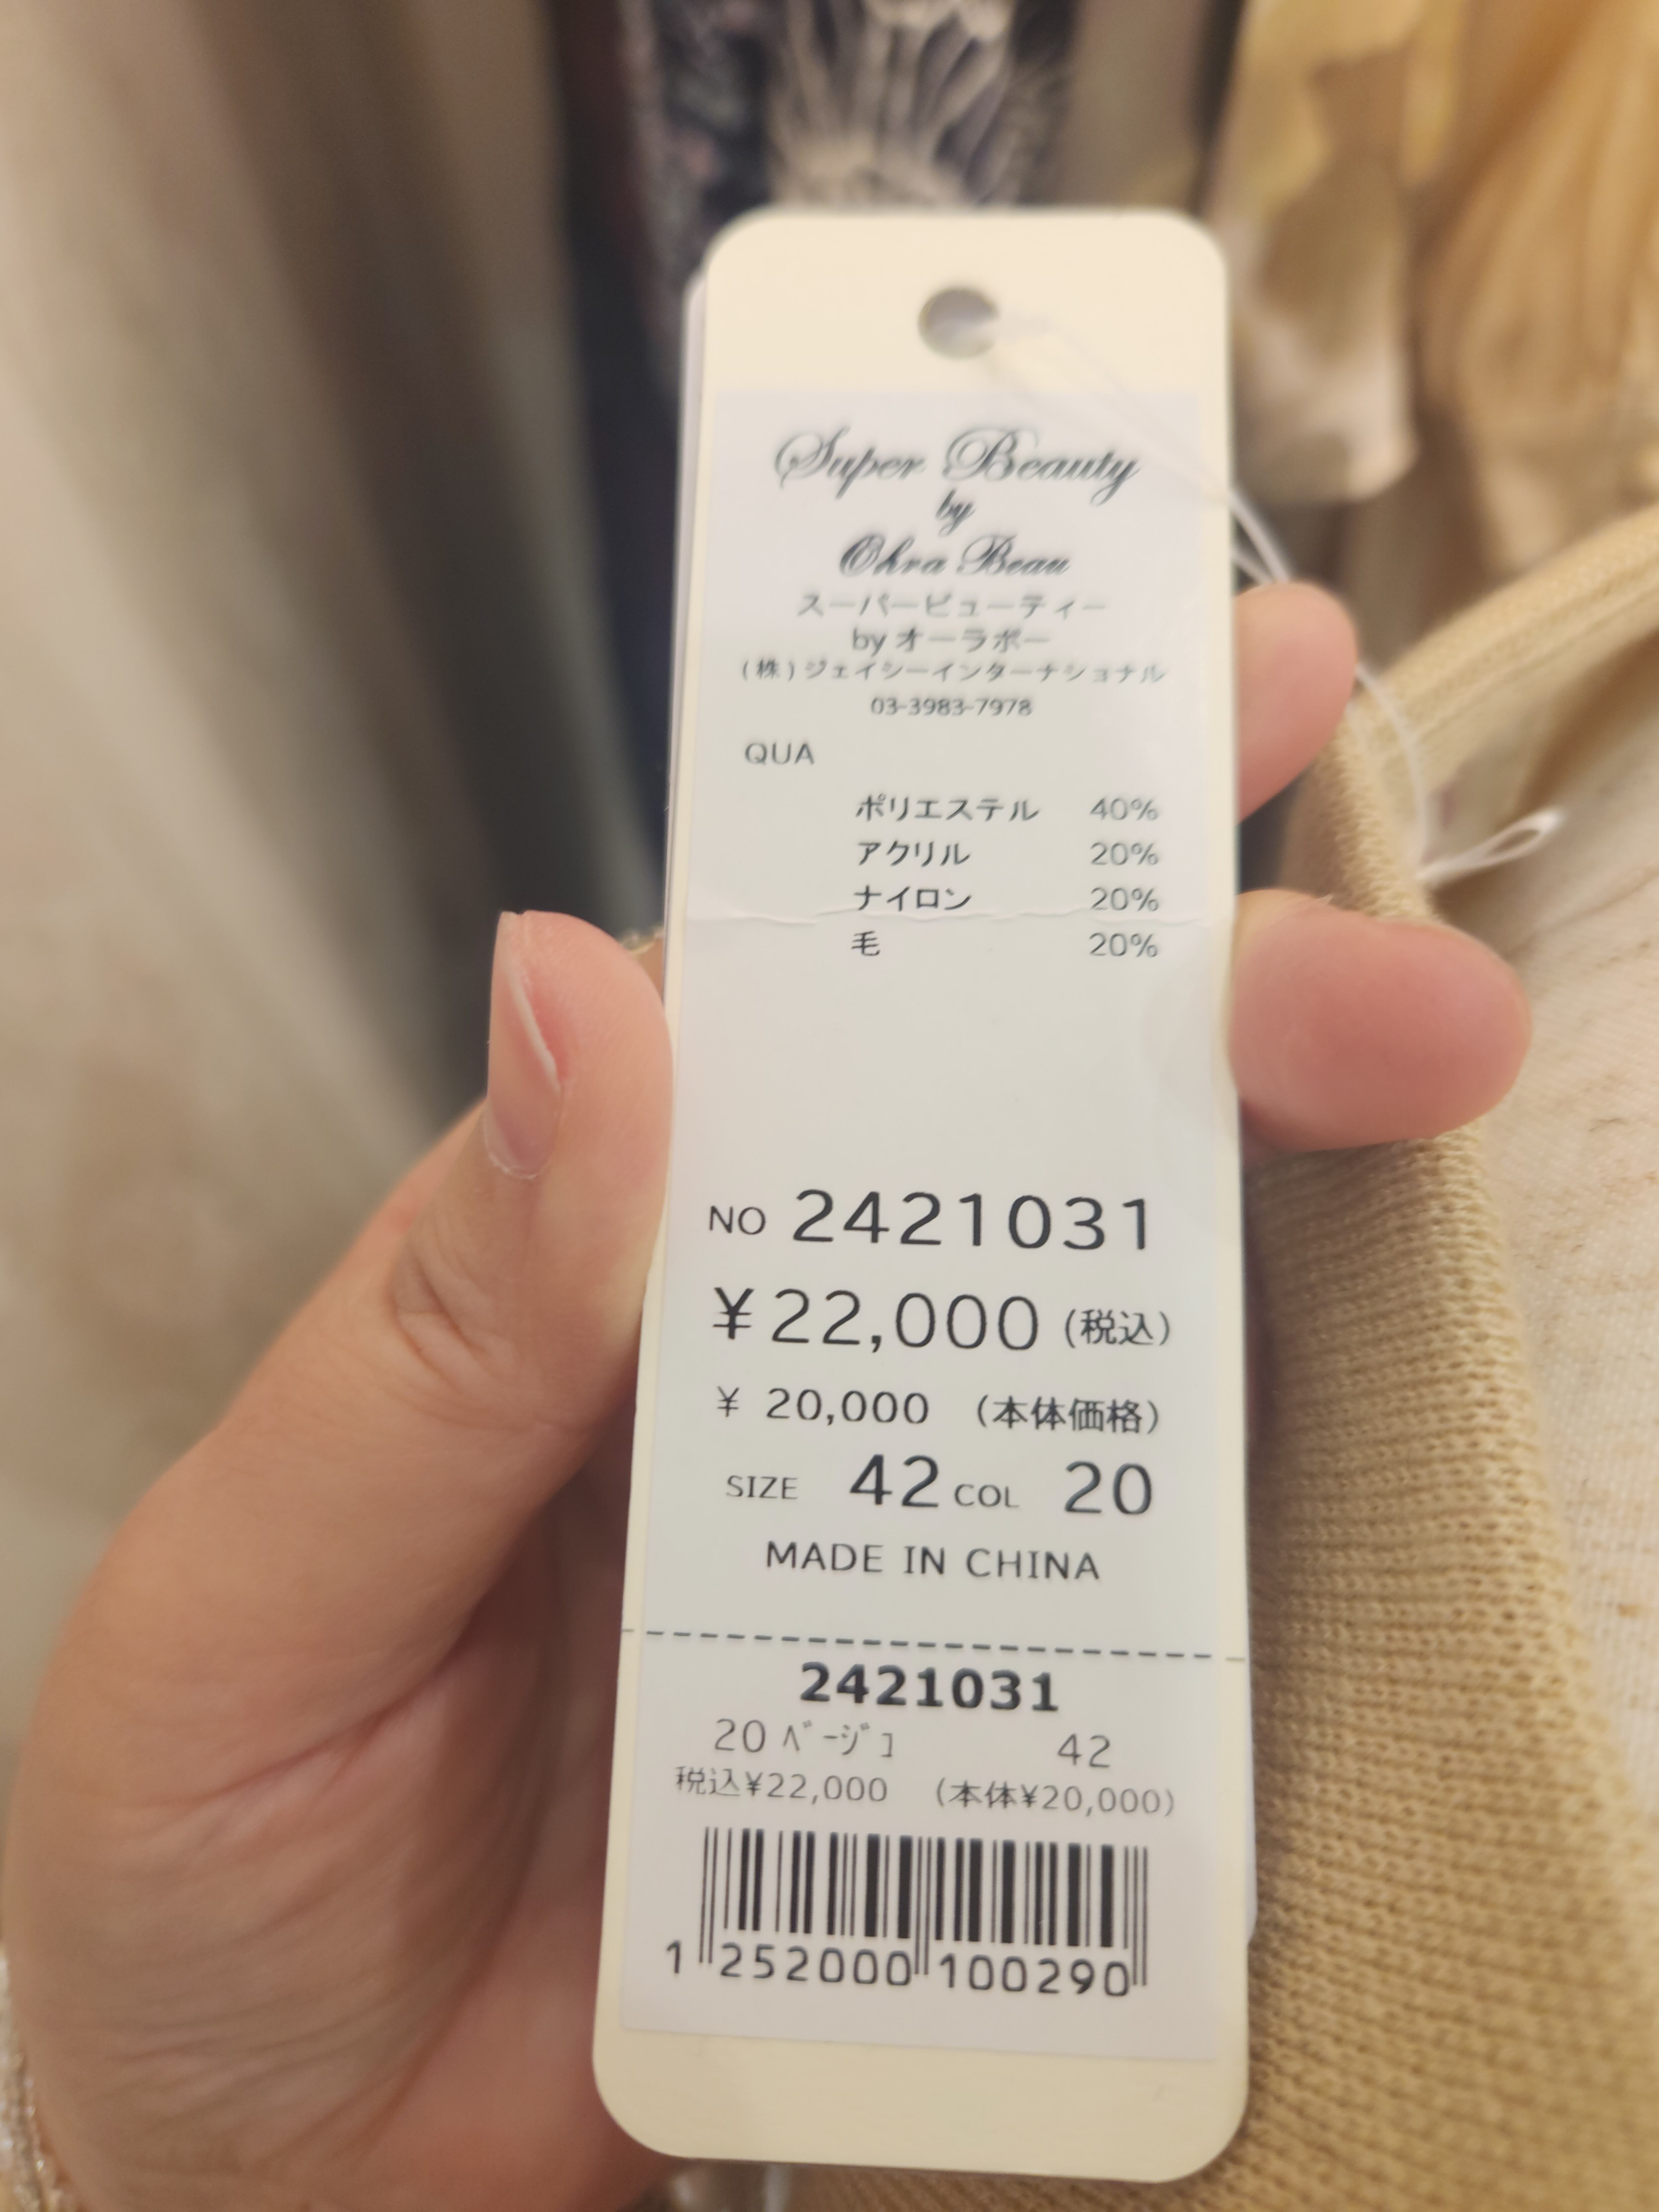 Super Beauty
by
Ohra Beau
スーパービューティー
by オーラボー
(株)ジェイシーインターナショナル
03-3983-7978
QUA
ポリエステル 40%
アクリル 20%
ナイロン 20%
毛 20%
NO 2421031
¥22,000 (税込)
¥ 20,000 (本体価格)
SIZE 42 COL 20
MADE IN CHINA
2421031
20 ﾍﾞｰｼﾞｭ 42
税込¥22,000 (本体¥20,000)
1 252000 100290